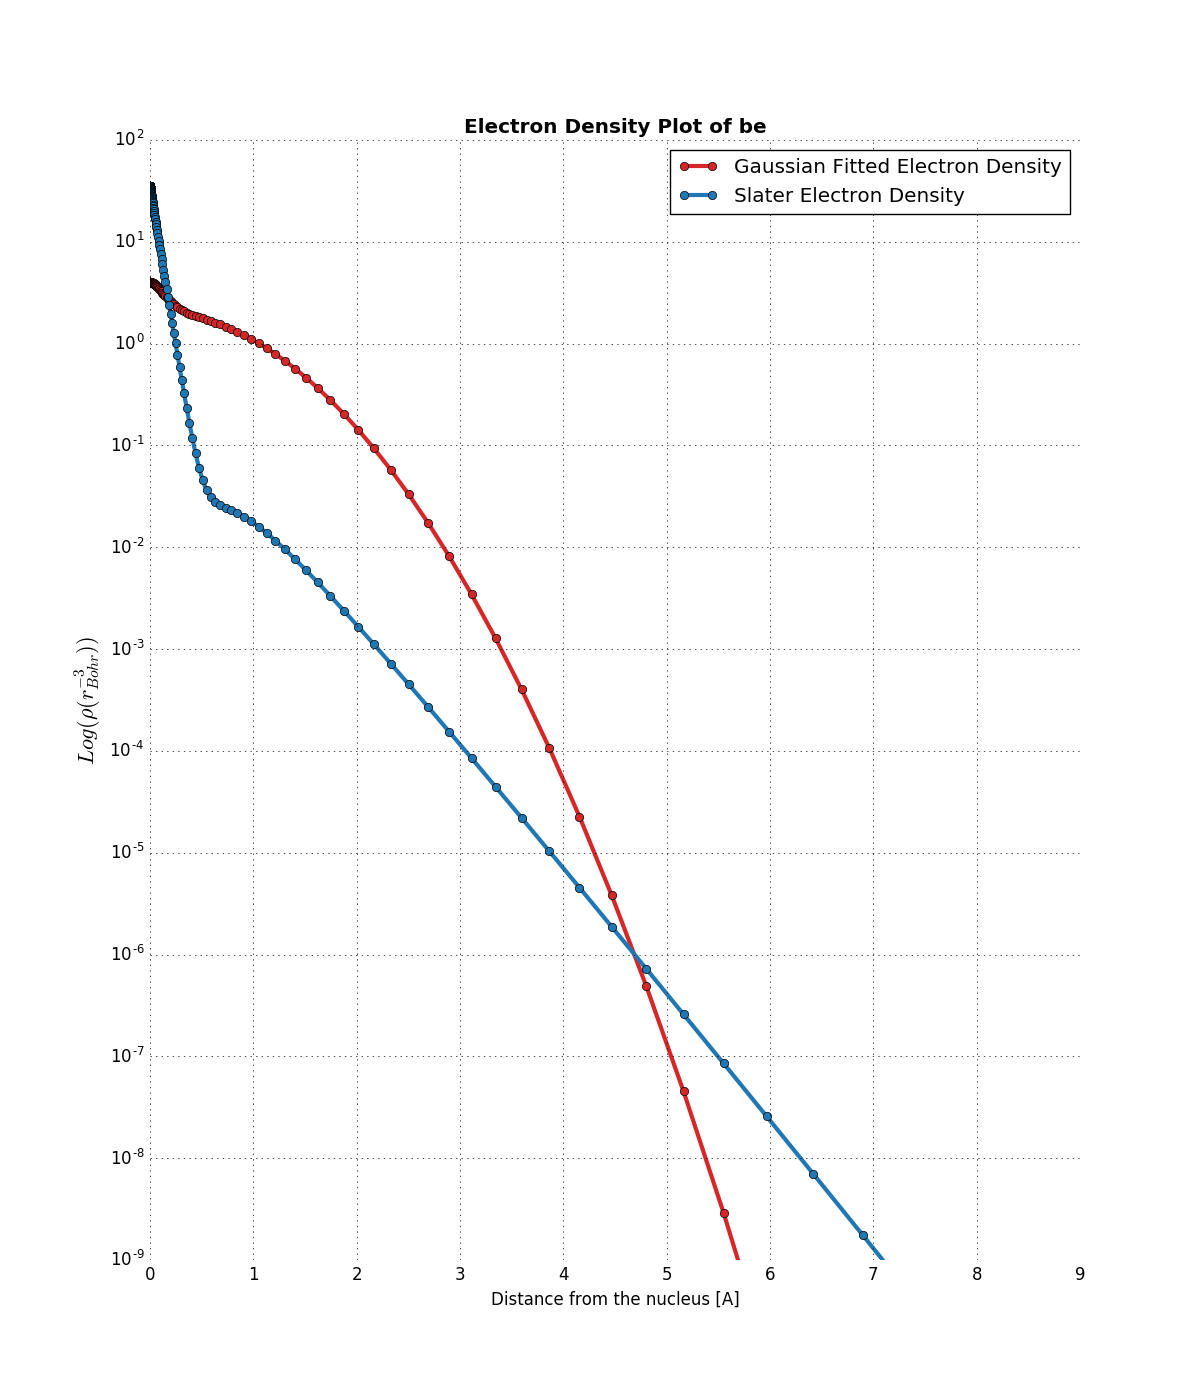 Electron Density Plot of be
Gaussian Fitted Electron Density
Slater Electron Density
10^2
10^1
10^0
10^-1
10^-2
10^-3
10^-4
10^-5
10^-6
10^-7
10^-8
10^-9
Log(ρ(r_{Bohr}^{-3}))
0 1 2 3 4 5 6 7 8 9
Distance from the nucleus [A]